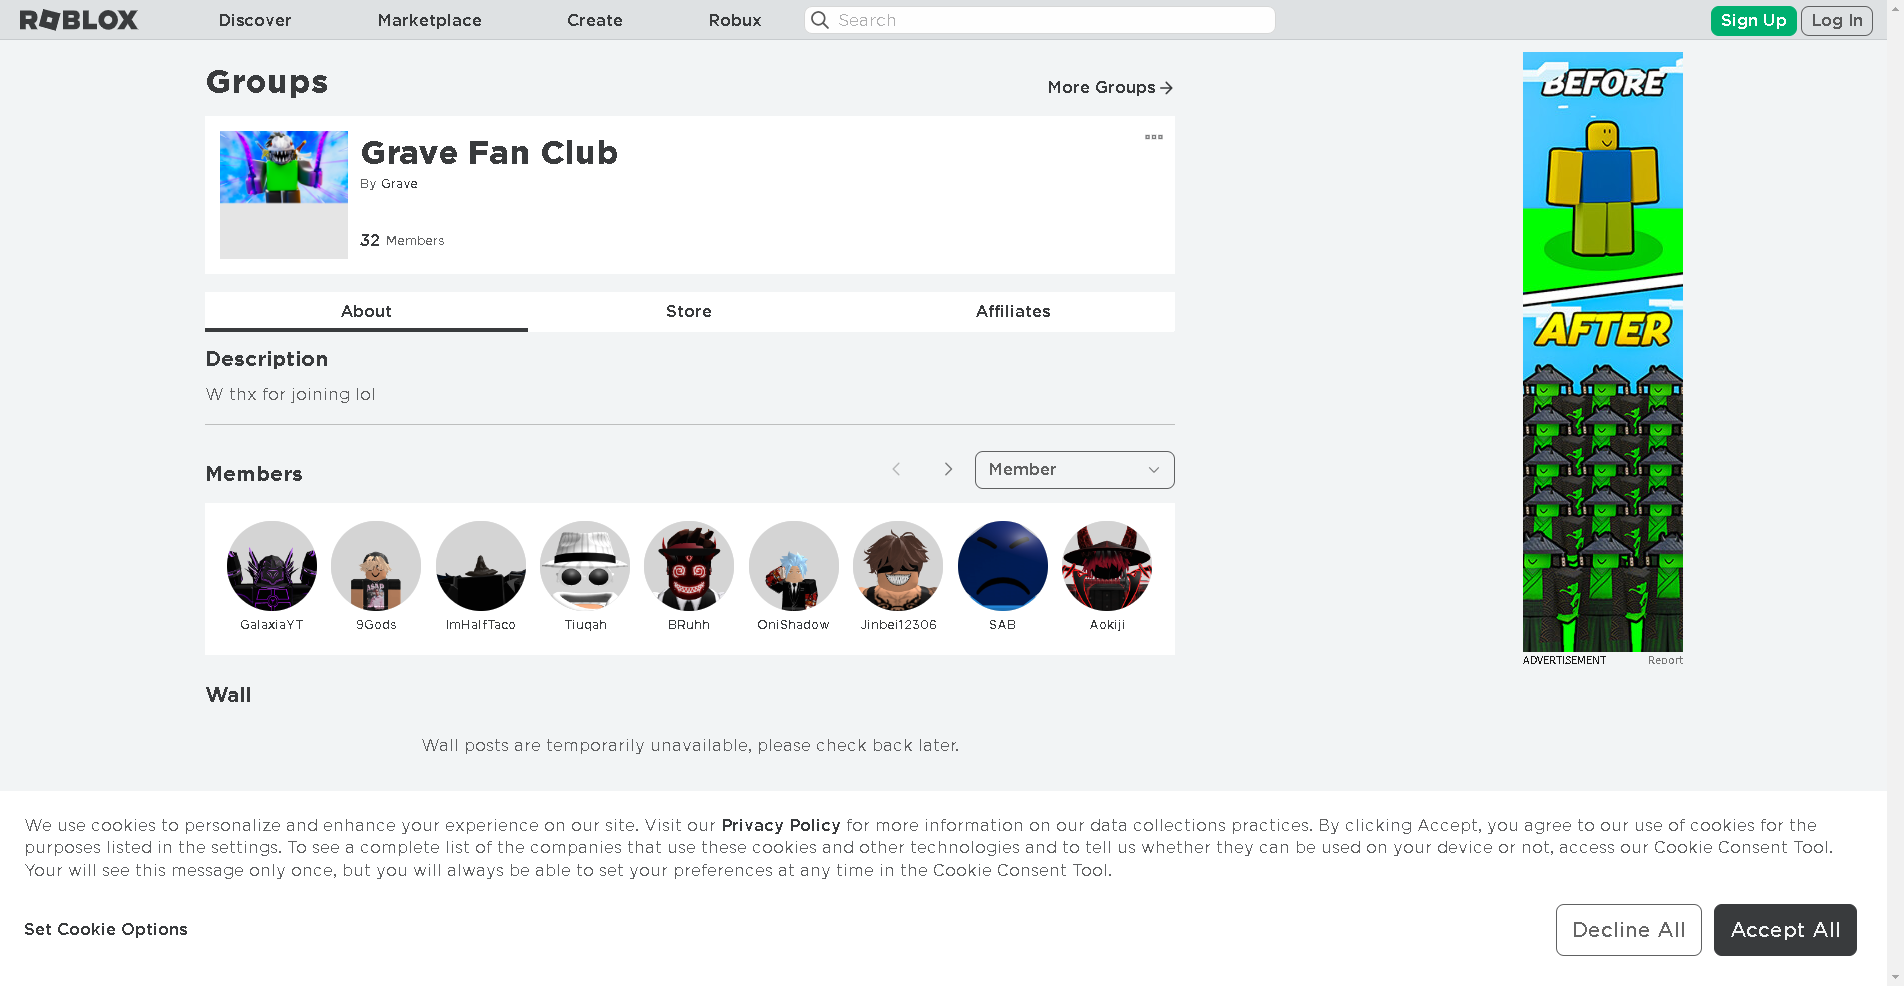 ROBLOX
Discover
Marketplace
Create
Robux
Search
Sign Up
Log In
Groups
More Groups
Grave Fan Club
By Grave
32 Members
About
Store
Affiliates
Description
W thx for joining lol
Members
Member
GalaxiaYT
9Gods
ImHalfTaco
Tiuqah
BRuhh
OniShadow
Jinbei12306
SAB
Aokiji
Wall
Wall posts are temporarily unavailable, please check back later.
BEFORE
AFTER
ADVERTISEMENT
Report
We use cookies to personalize and enhance your experience on our site. Visit our Privacy Policy for more information on our data collections practices. By clicking Accept, you agree to our use of cookies for the
purposes listed in the settings. To see a complete list of the companies that use these cookies and other technologies and to tell us whether they can be used on your device or not, access our Cookie Consent Tool.
Your will see this message only once, but you will always be able to set your preferences at any time in the Cookie Consent Tool.
Set Cookie Options
Decline All
Accept All